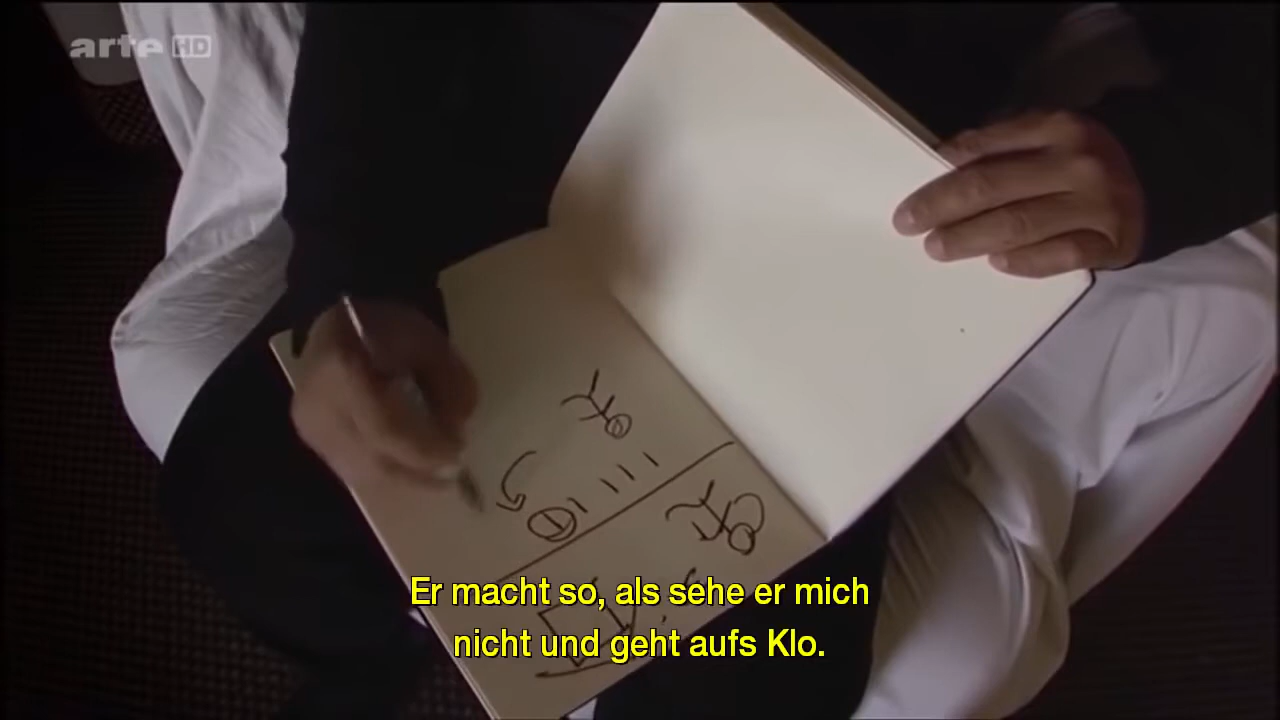 arte HD
Er macht so, als sehe er mich
nicht und geht aufs Klo.